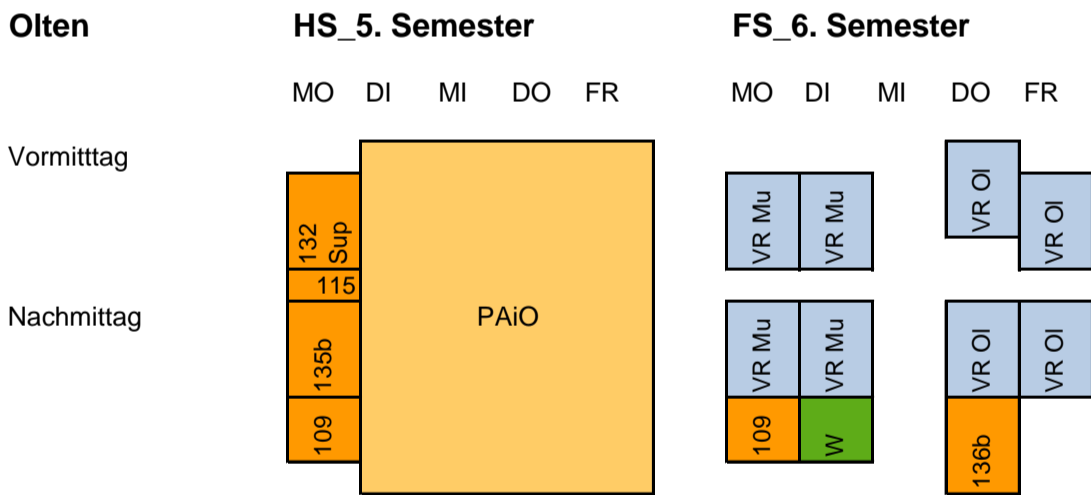 Olten HS_5. Semester FS_6. Semester
MO DI MI DO FR MO DI MI DO FR
Vormitttag
132 Sup VR Mu VR Mu VR Ol VR Ol
115
Nachmittag
135b PAiO VR Mu VR Mu VR Ol VR Ol
109 109 W 136b